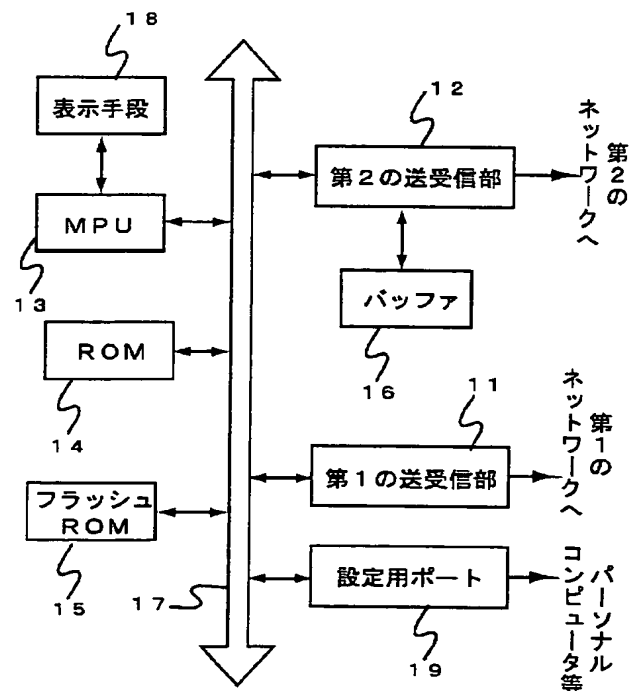 18
表示手段
MPU
13
ROM
14
フラッシュ
ROM
15
17
12
第2の送受信部
第2の
ネットワークへ
バッファ
16
11
第1の送受信部
第1の
ネットワークへ
設定用ポート
19
パーソナル
コンピュータ等